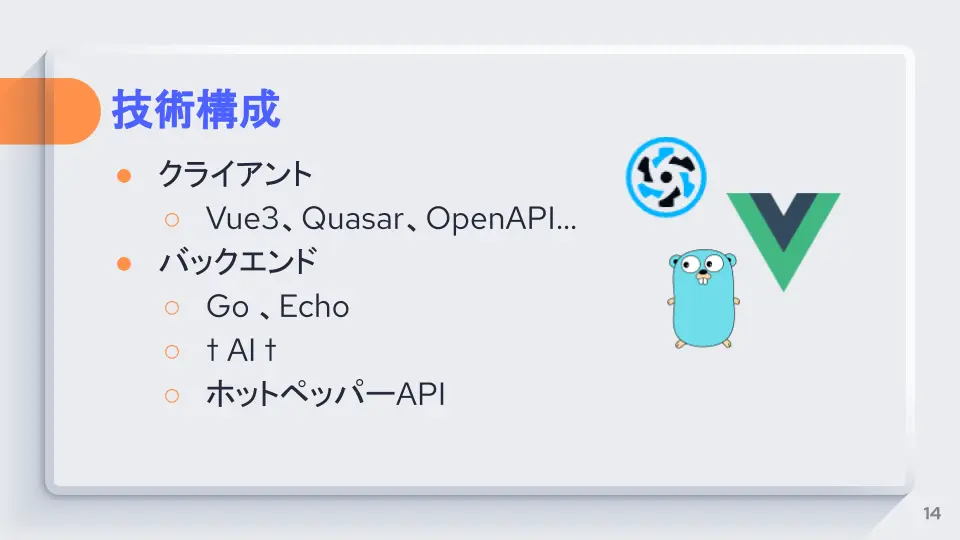 技術構成
● クライアント
○ Vue3、Quasar、OpenAPI...
● バックエンド
○ Go 、Echo
○ † AI †
○ ホットペッパーAPI
14